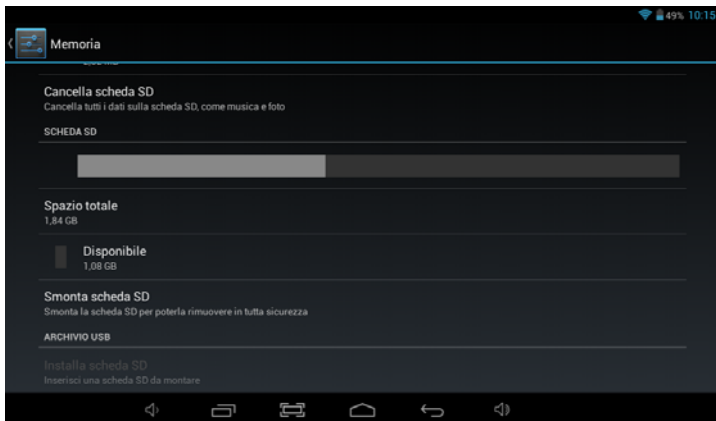 49% 10:15
Memoria
Cancella scheda SD
Cancella tutti i dati sulla scheda SD, come musica e foto
SCHEDA SD
Spazio totale
1,84 GB
Disponibile
1,08 GB
Smonta scheda SD
Smonta la scheda SD per poterla rimuovere in tutta sicurezza
ARCHIVIO USB
Installa scheda SD
Inserisci una scheda SD da montare